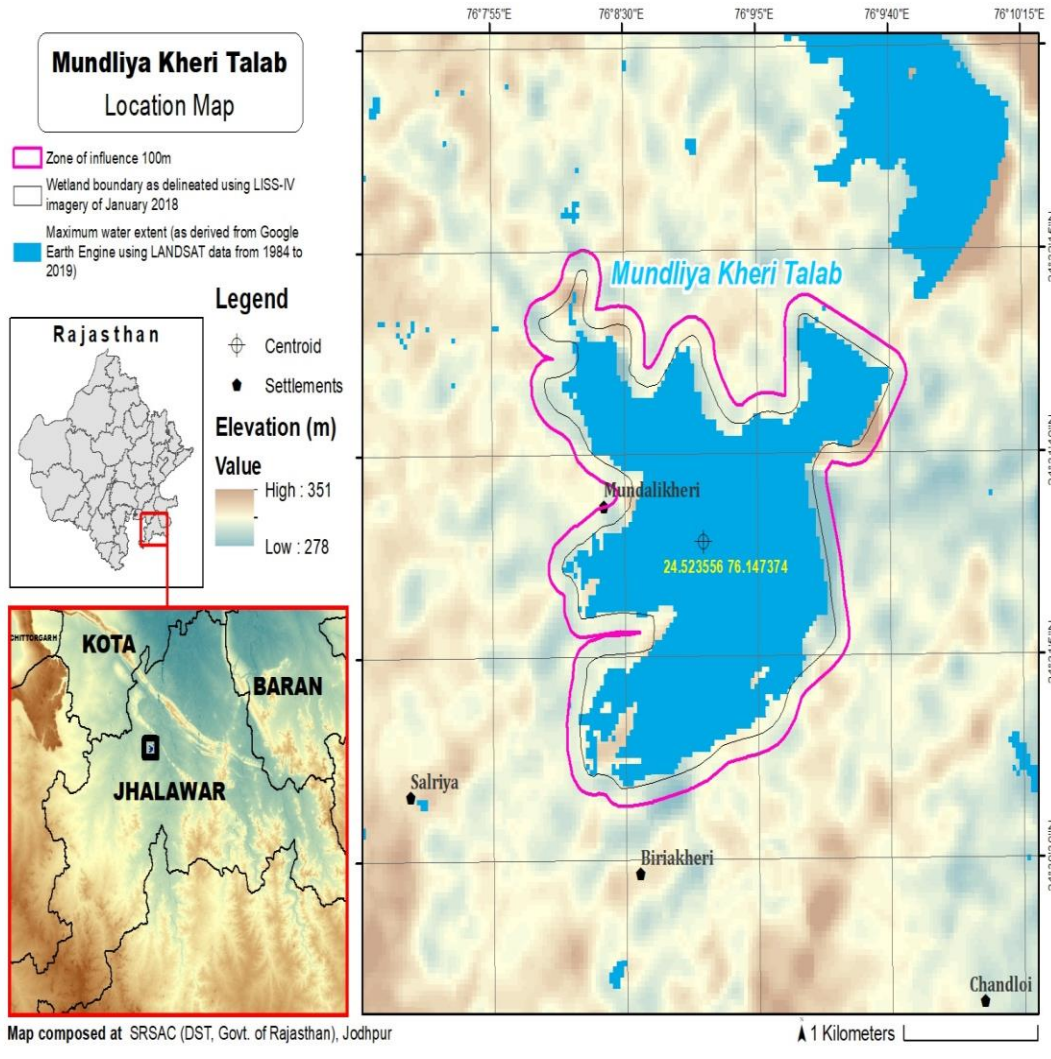 Mundliya Kheri Talab
Location Map
Zone of influence 100m
Wetland boundary as delineated using LISS-IV
imagery of January 2018
Maximum water extent (as derived from Google
Earth Engine using LANDSAT data from 1984 to
2019)
Legend
Centroid
Settlements
Elevation (m)
Value
High : 351
Low : 278
Rajasthan
CHITTORGARH
KOTA
BARAN
JHALAWAR
76°7'55"E 76°8'30"E 76°9'5"E 76°9'40"E 76°10'15"E
Mundliya Kheri Talab
Mundalikheri
24.523556 76.147374
Salriya
Biriakheri
Chandloi
Map composed at SRSAC (DST, Govt. of Rajasthan), Jodhpur
1 Kilometers